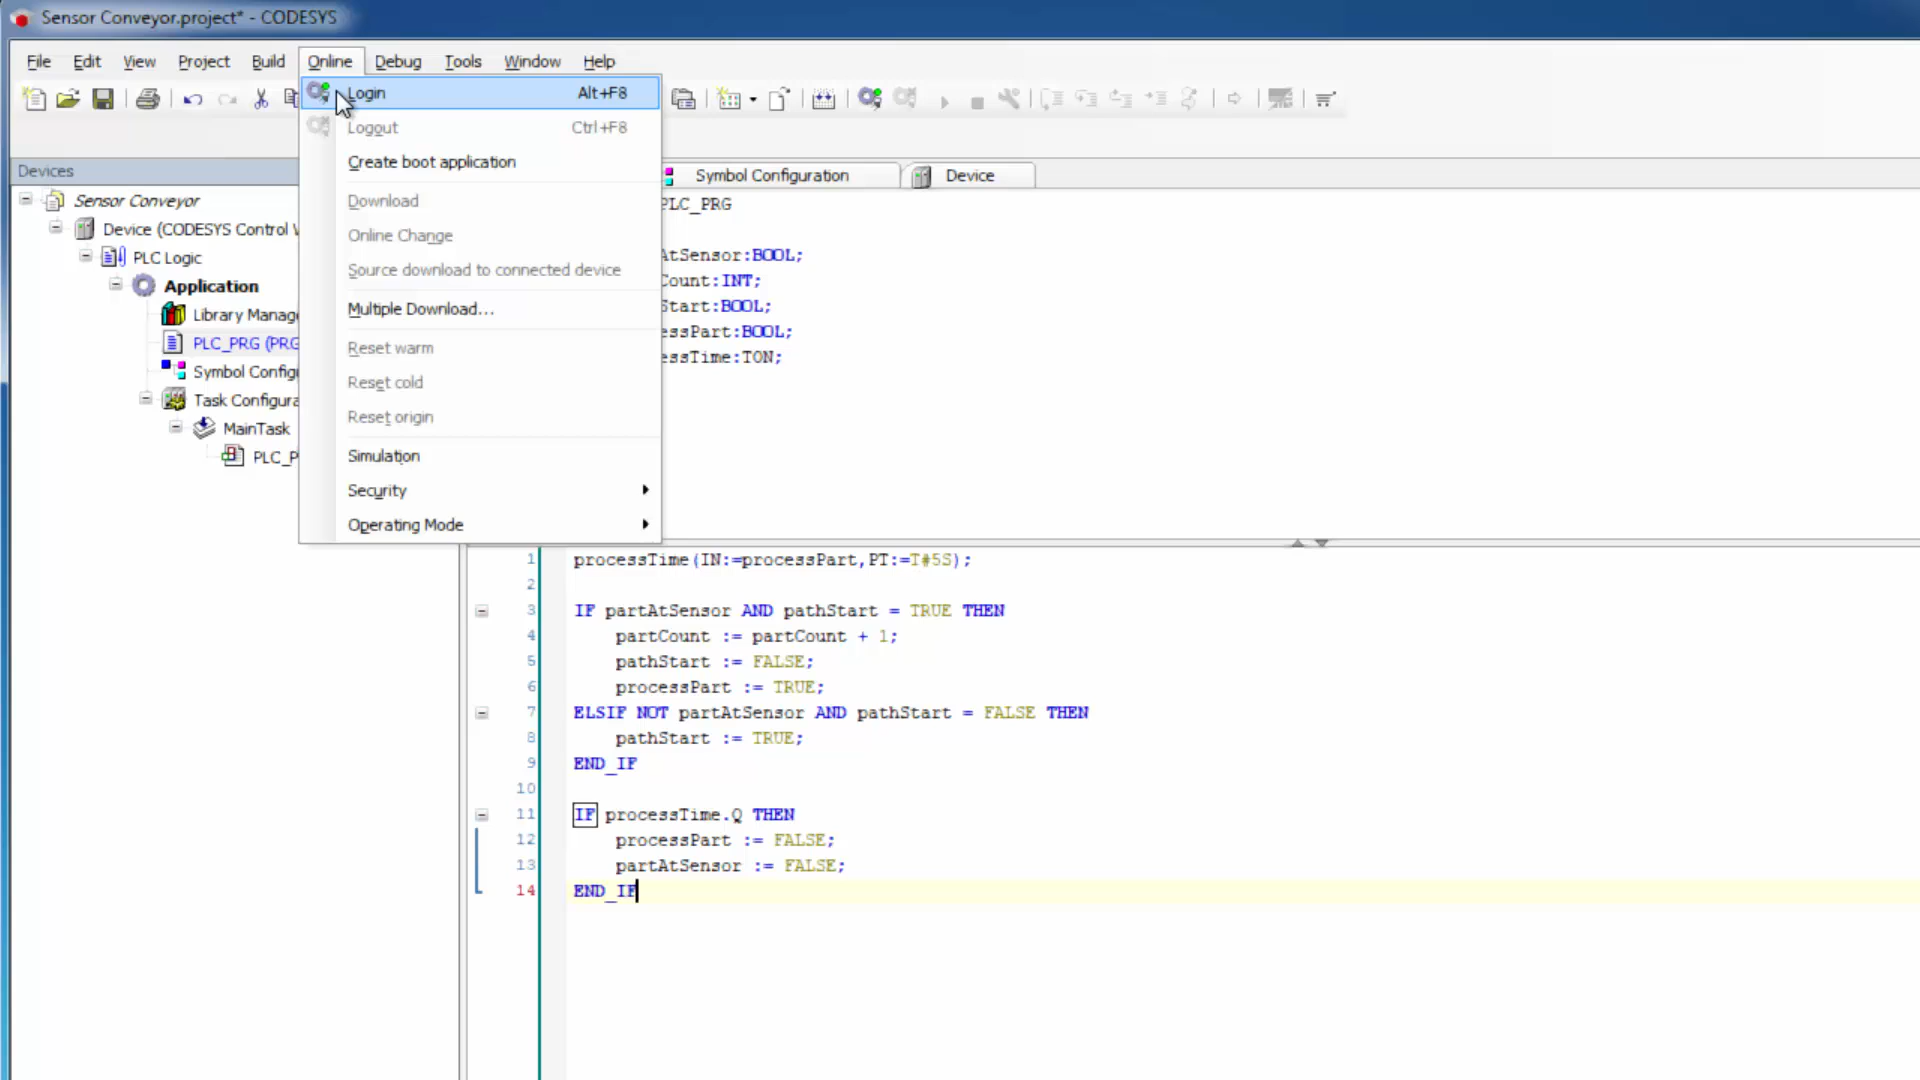 Sensor Conveyor.project* - CODESYS
File Edit View Project Build Online Debug Tools Window Help
Login Alt+F8
Logout Ctrl+F8
Create boot application
Download
Online Change
Source download to connected device
Multiple Download...
Reset warm
Reset cold
Reset origin
Simulation
Security
Operating Mode
Devices
Sensor Conveyor
Device (CODESYS Control W
PLC Logic
Application
Library Manag
PLC_PRG (PRG
Symbol Config
Task Configura
MainTask
PLC_P
Symbol Configuration Device
PLC_PRG
AtSensor:BOOL;
Count:INT;
Start:BOOL;
essPart:BOOL;
essTime:TON;
1 processTime(IN:=processPart,PT:=T#5S);
2
3 IF partAtSensor AND pathStart = TRUE THEN
4 partCount := partCount + 1;
5 pathStart := FALSE;
6 processPart := TRUE;
7 ELSIF NOT partAtSensor AND pathStart = FALSE THEN
8 pathStart := TRUE;
9 END_IF
10
11 IF processTime.Q THEN
12 processPart := FALSE;
13 partAtSensor := FALSE;
14 END_IF